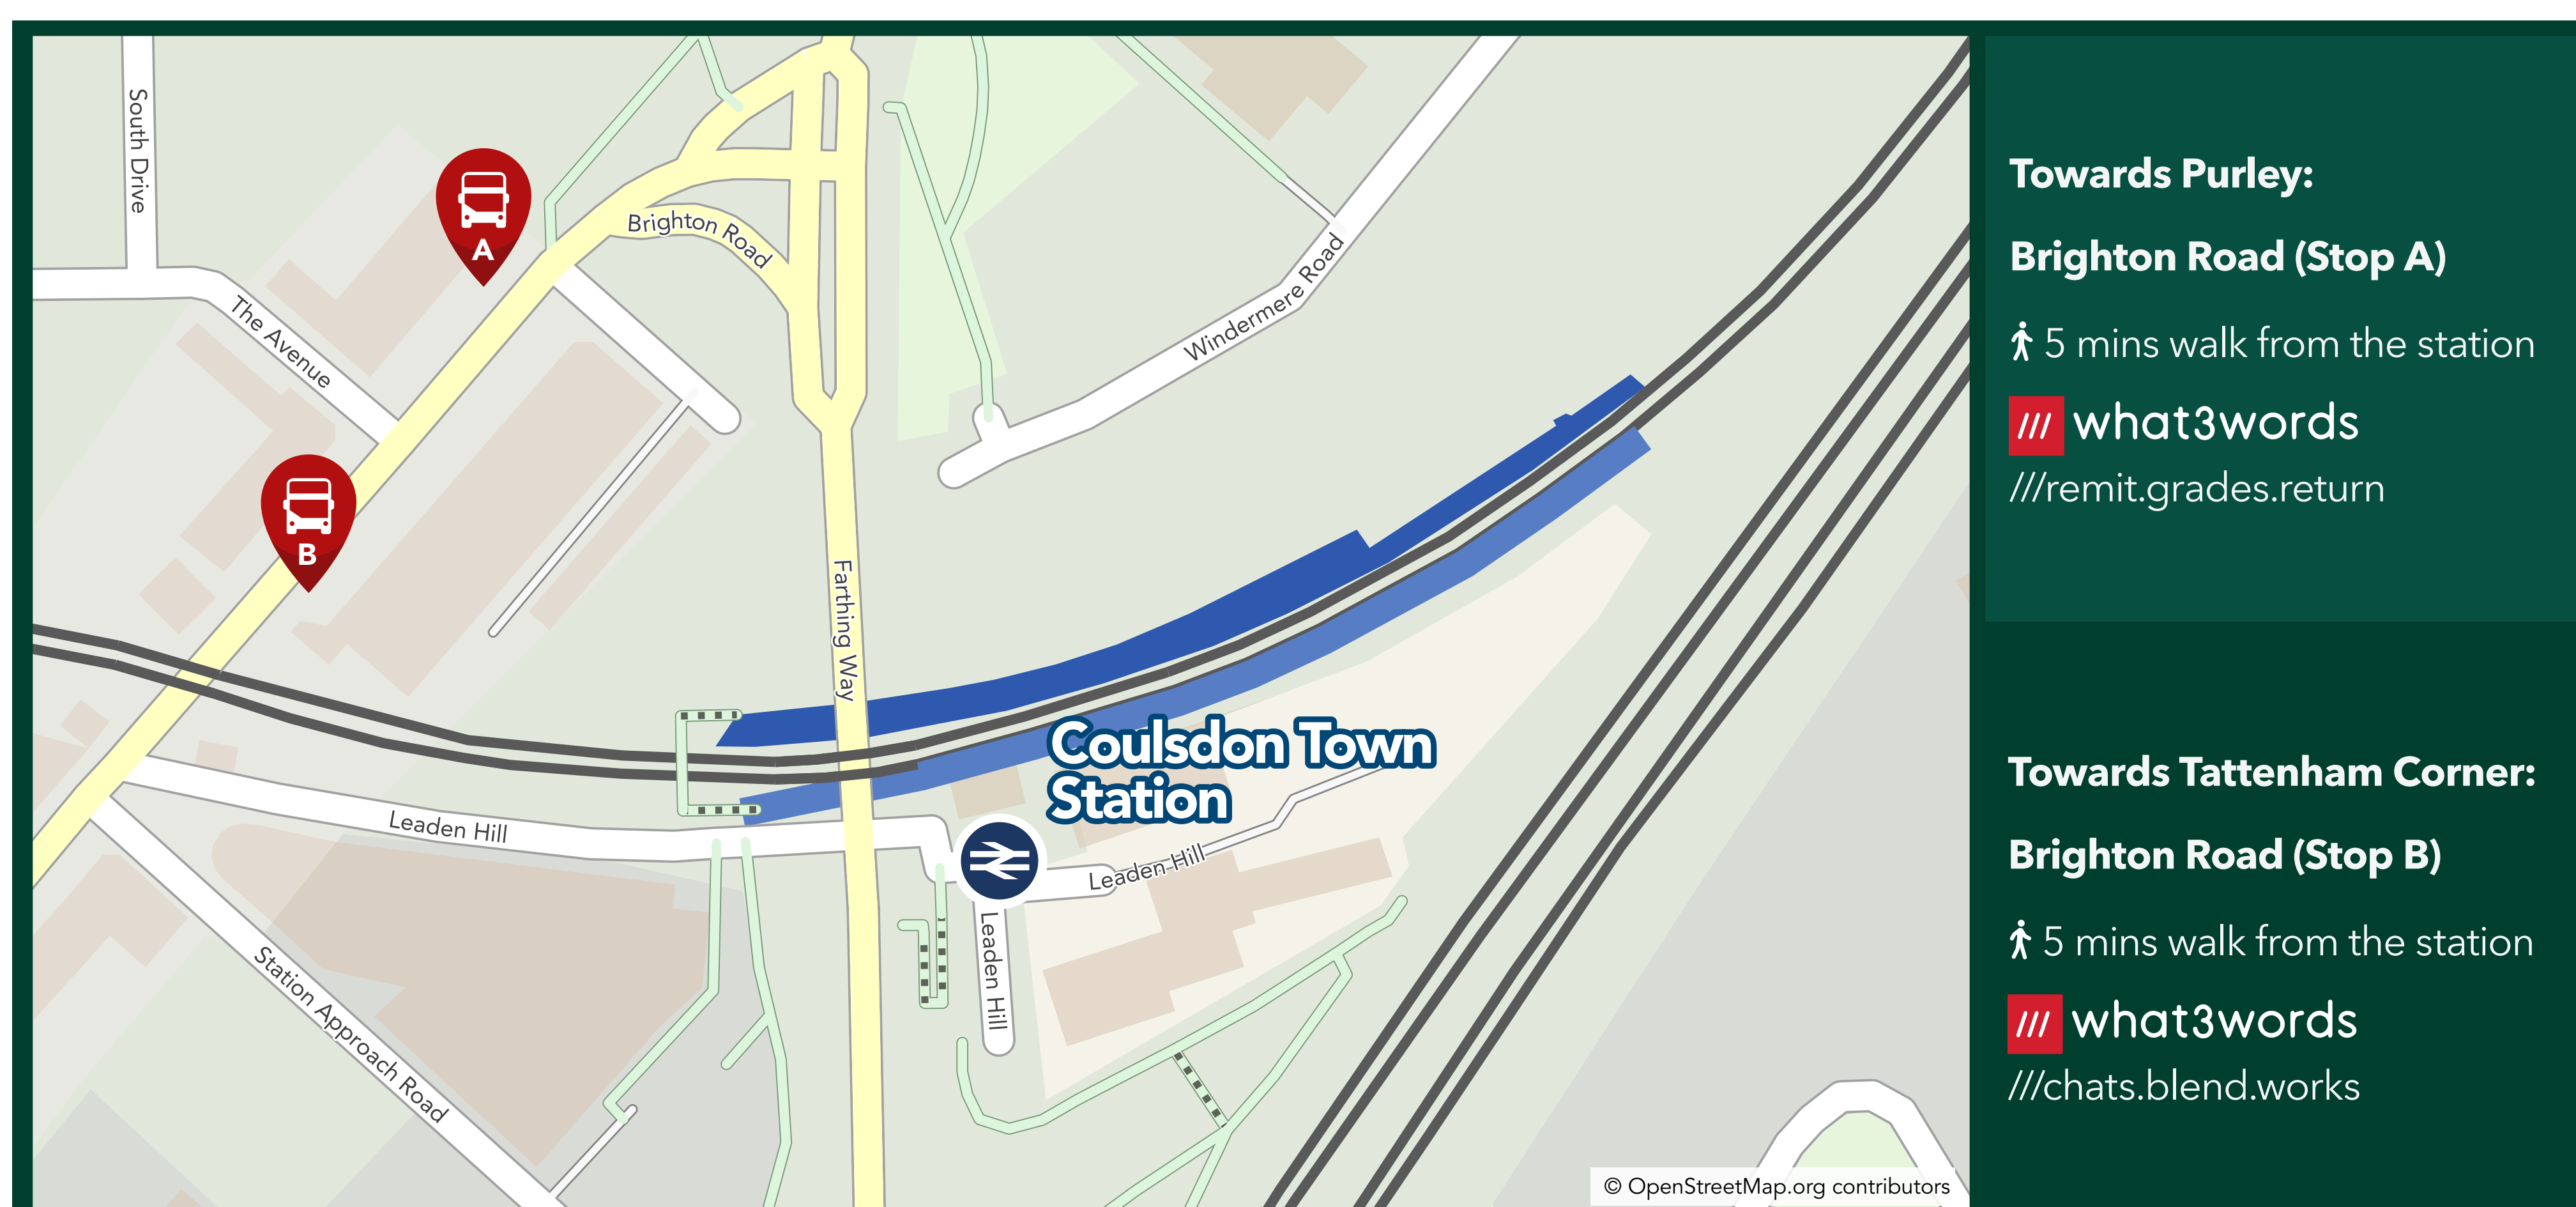 South Drive
A
Brighton Road
The Avenue
Windermere Road
B
Farthing Way
Coulsdon Town
Station
Leaden Hill
Leaden Hill
Leaden Hill
Station Approach Road
© OpenStreetMap.org contributors
Towards Purley:
Brighton Road (Stop A)
5 mins walk from the station
/// what3words
///remit.grades.return
Towards Tattenham Corner:
Brighton Road (Stop B)
5 mins walk from the station
/// what3words
///chats.blend.works